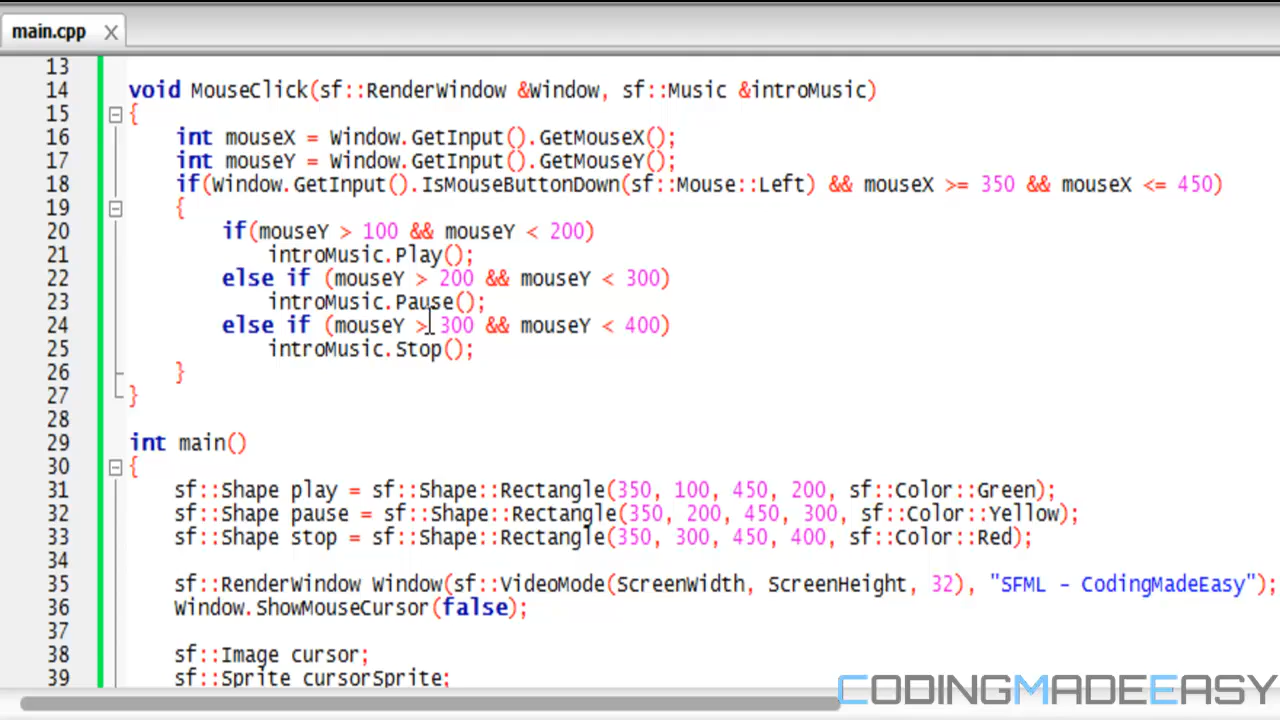 main.cpp
13
14 void MouseClick(sf::RenderWindow &Window, sf::Music &introMusic)
15 {
16 int mouseX = Window.GetInput().GetMouseX();
17 int mouseY = Window.GetInput().GetMouseY();
18 if(Window.GetInput().IsMouseButtonDown(sf::Mouse::Left) && mouseX >= 350 && mouseX <= 450)
19 {
20 if(mouseY > 100 && mouseY < 200)
21 introMusic.Play();
22 else if (mouseY > 200 && mouseY < 300)
23 introMusic.Pause();
24 else if (mouseY > 300 && mouseY < 400)
25 introMusic.Stop();
26 }
27 }
28
29 int main()
30 {
31 sf::Shape play = sf::Shape::Rectangle(350, 100, 450, 200, sf::Color::Green);
32 sf::Shape pause = sf::Shape::Rectangle(350, 200, 450, 300, sf::Color::Yellow);
33 sf::Shape stop = sf::Shape::Rectangle(350, 300, 450, 400, sf::Color::Red);
34
35 sf::RenderWindow Window(sf::VideoMode(ScreenWidth, ScreenHeight, 32), "SFML - CodingMadeEasy");
36 Window.ShowMouseCursor(false);
37
38 sf::Image cursor;
39 sf::Sprite cursorSprite;
CODINGMADEEASY